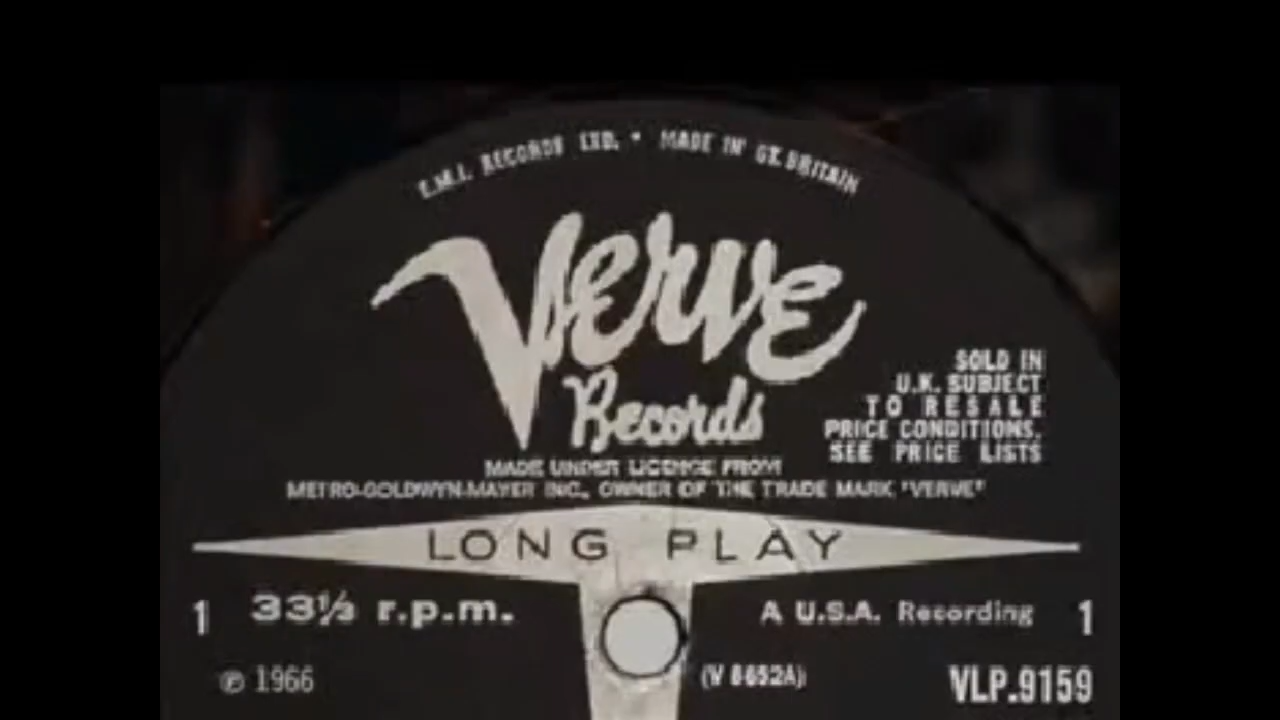 E.M.I. RECORDS LTD. • MADE IN GT. BRITAIN
Verve
Records
SOLD IN
U.K. SUBJECT
TO RESALE
PRICE CONDITIONS.
SEE PRICE LISTS
MADE UNDER LICENCE FROM
METRO-GOLDWYN-MAYER INC., OWNER OF THE TRADE MARK "VERVE"
LONG PLAY
1 33⅓ r.p.m. A U.S.A. Recording 1
℗ 1966 (V 8652A) VLP.9159